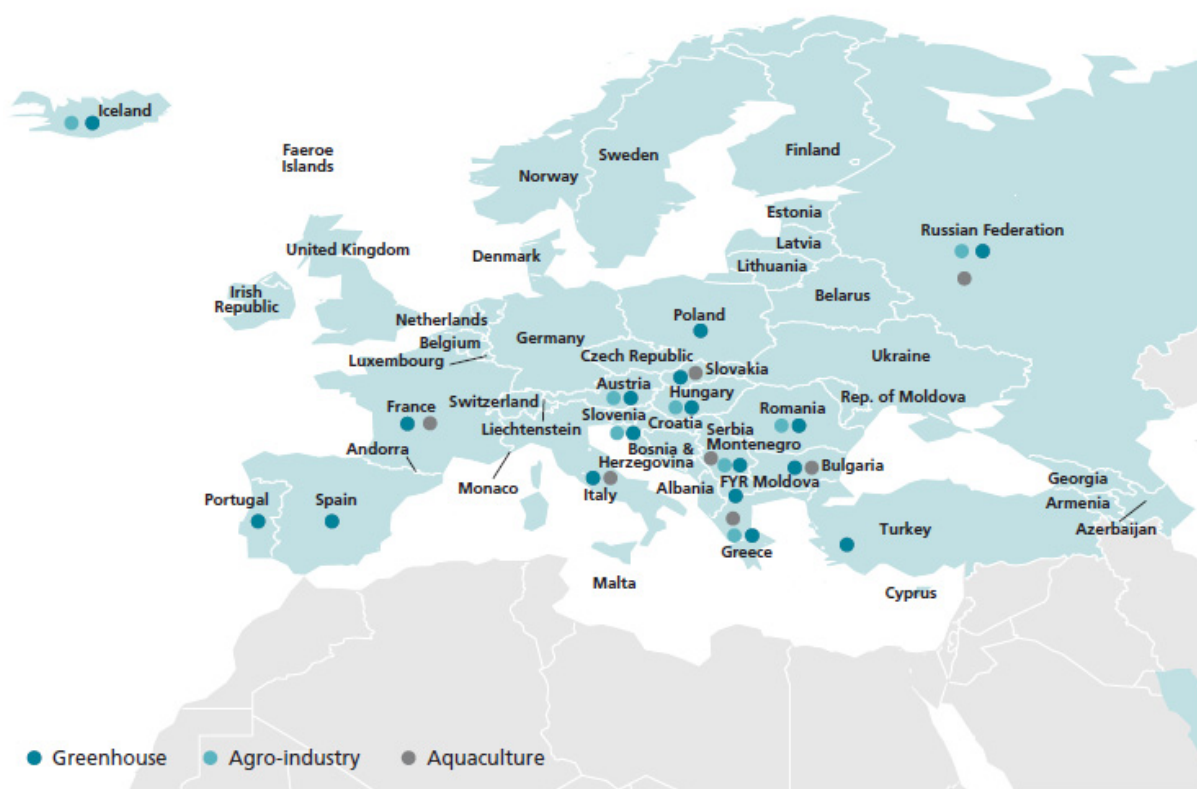 Iceland
Faeroe
Islands
Sweden
Finland
Norway
Estonia
Russian Federation
Latvia
United Kingdom
Denmark
Lithuania
Irish
Republic
Belarus
Netherlands
Poland
Belgium
Germany
Luxembourg
Czech Republic
Ukraine
Slovakia
Austria
Hungary
Rep. of Moldova
Switzerland
France
Romania
Liechtenstein
Slovenia
Croatia
Serbia
Montenegro
Andorra
Bosnia &
Herzegovina
Bulgaria
Monaco
Albania
FYR Moldova
Georgia
Italy
Portugal
Spain
Armenia
Azerbaijan
Turkey
Greece
Malta
Cyprus
Greenhouse
Agro-industry
Aquaculture